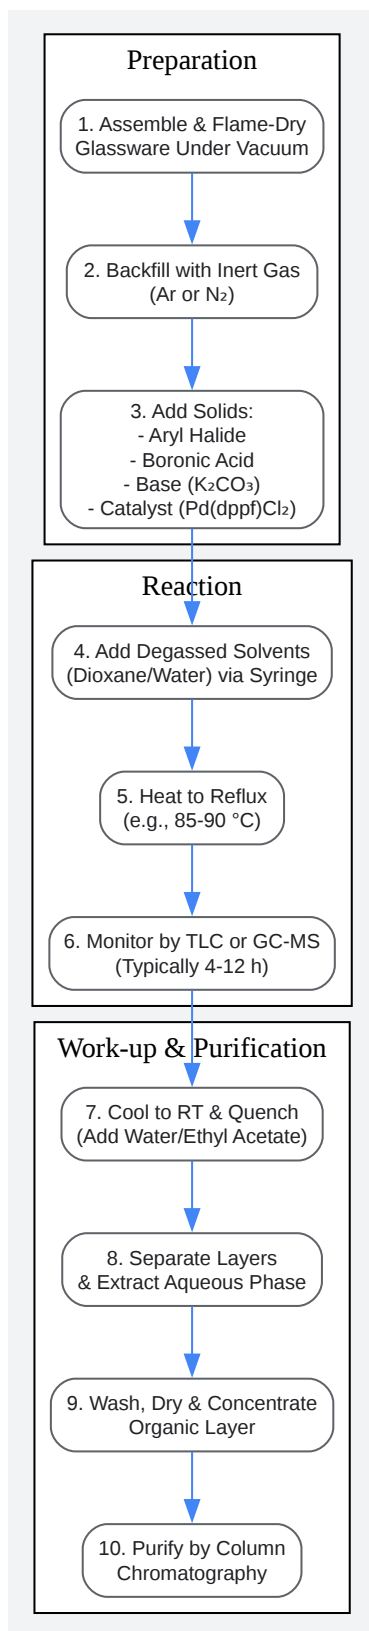 Preparation
1. Assemble & Flame-Dry
Glassware Under Vacuum
2. Backfill with Inert Gas
(Ar or N₂)
3. Add Solids:
- Aryl Halide
- Boronic Acid
- Base (K₂CO₃)
- Catalyst (Pd(dppf)Cl₂)
Reaction
4. Add Degassed Solvents
(Dioxane/Water) via Syringe
5. Heat to Reflux
(e.g., 85-90 °C)
6. Monitor by TLC or GC-MS
(Typically 4-12 h)
Work-up & Purification
7. Cool to RT & Quench
(Add Water/Ethyl Acetate)
8. Separate Layers
& Extract Aqueous Phase
9. Wash, Dry & Concentrate
Organic Layer
10. Purify by Column
Chromatography